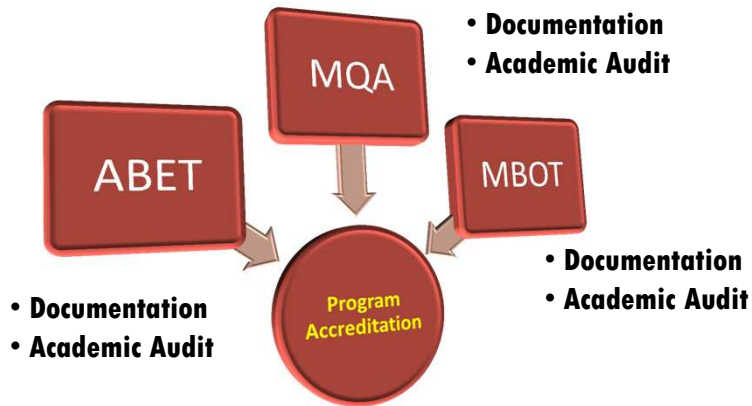 • Documentation
• Academic Audit
MQA
ABET
MBOT
• Documentation
• Academic Audit
Program
Accreditation
• Documentation
• Academic Audit